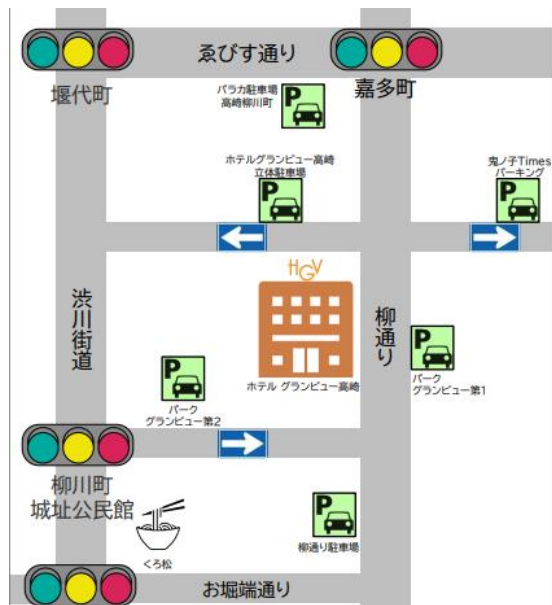 ゑびす通り
堰代町
嘉多町
パラカ駐車場
高崎柳川町
P
ホテルグランビュー高崎
立体駐車場
P
鬼ノ子Times
パーキング
P
HGV
渋川街道
柳通り
P
パーク
グランビュー第2
ホテル グランビュー高崎
P
パーク
グランビュー第1
柳川町
城址公民館
くろ松
P
柳通り駐車場
お堀端通り